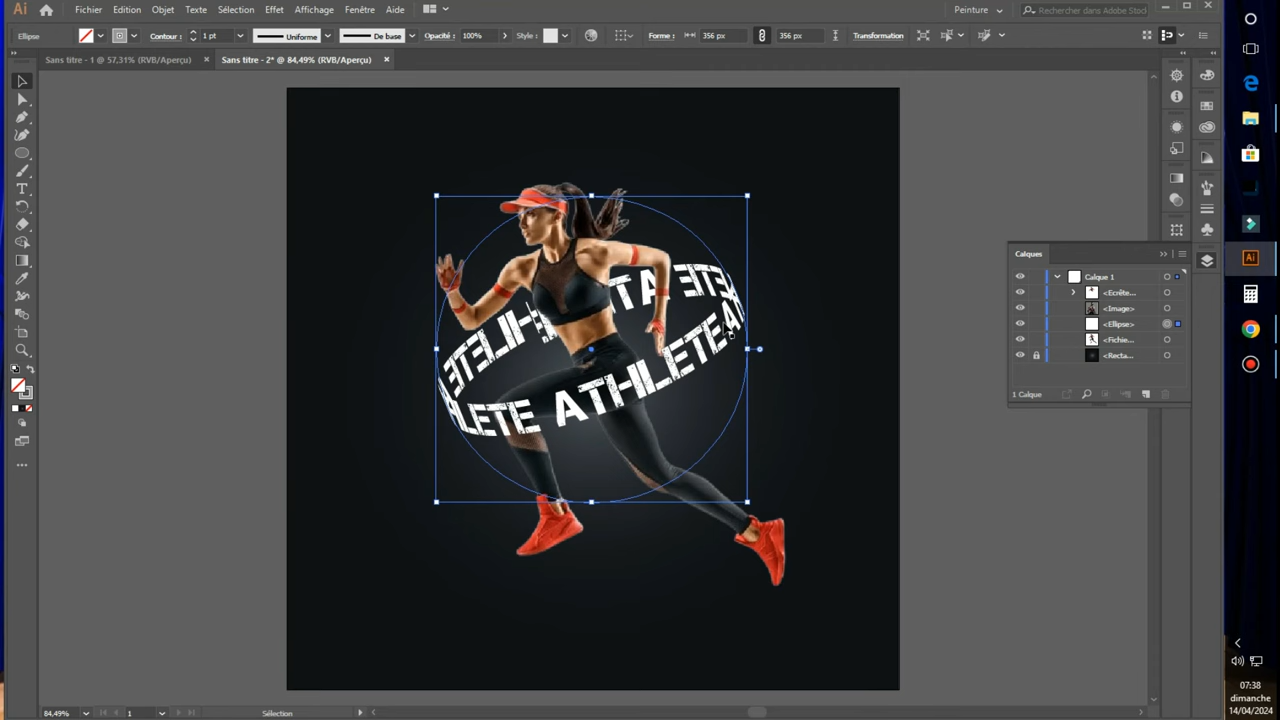 Ai
Fichier Edition Objet Texte Sélection Effet Affichage Fenêtre Aide
Peinture
Rechercher dans Adobe Stock
Ellipse
Contour : 1 pt
Uniforme
De base
Opacité : 100%
Style :
Forme : 356 px
356 px
Transformation
Sans titre - 1 @ 57,31% (RVB/Aperçu)
Sans titre - 2* @ 84,49% (RVB/Aperçu)
Calques
Calque 1
<Ecrête...
<Image>
<Ellipse>
<Fichie...
<Recta...
1 Calque
ATHLETE
84,49%
1
Sélection
Ai
07:38
dimanche
14/04/2024